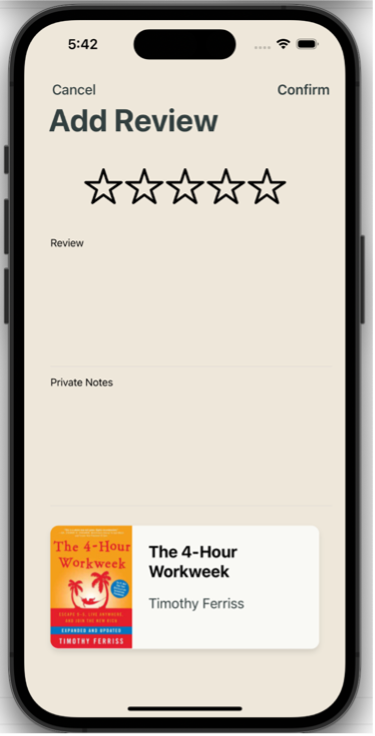 5:42
Cancel
Confirm
Add Review
Review
Private Notes
The 4-Hour
Workweek
ESCAPE 9-5, LIVE ANYWHERE,
AND JOIN THE NEW RICH
EXPANDED AND UPDATED
TIMOTHY FERRISS
The 4-Hour
Workweek
Timothy Ferriss